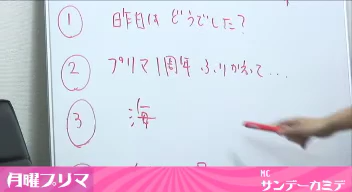 ① 昨日は どうでした?
② プリマ1周年 ふりかえて...
③ 海
月曜プリマ
MC
サンデーカミデ